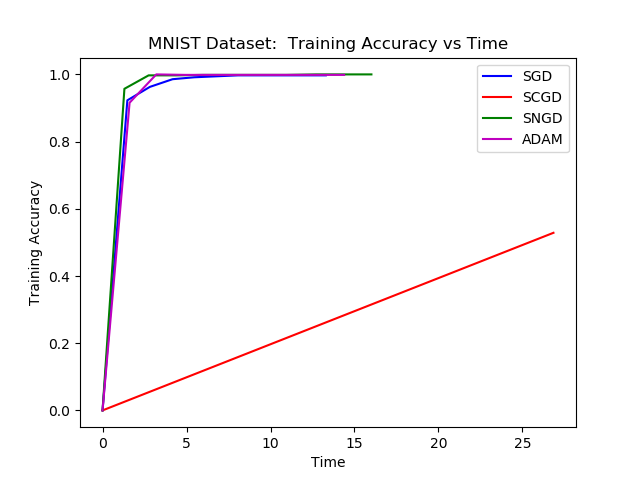 MNIST Dataset:  Training Accuracy vs Time
1.0
0.8
0.6
0.4
0.2
0.0
Training Accuracy
SGD
SCGD
SNGD
ADAM
0
5
10
15
20
25
Time